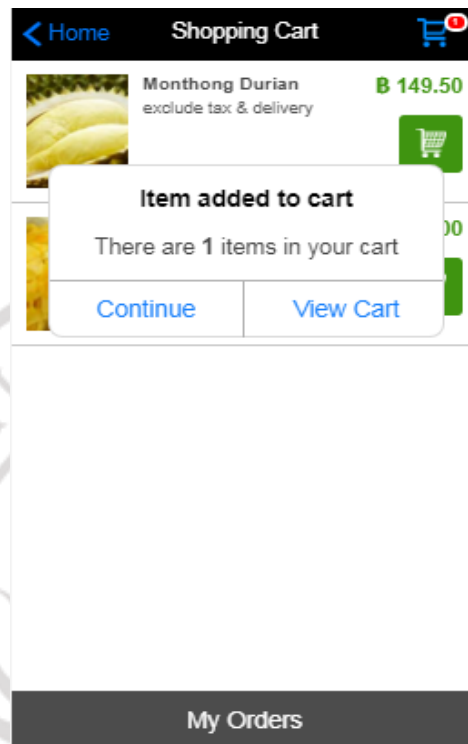 Home
Shopping Cart
1
Monthong Durian
฿ 149.50
exclude tax & delivery
Item added to cart
00
There are 1 items in your cart
Continue
View Cart
My Orders